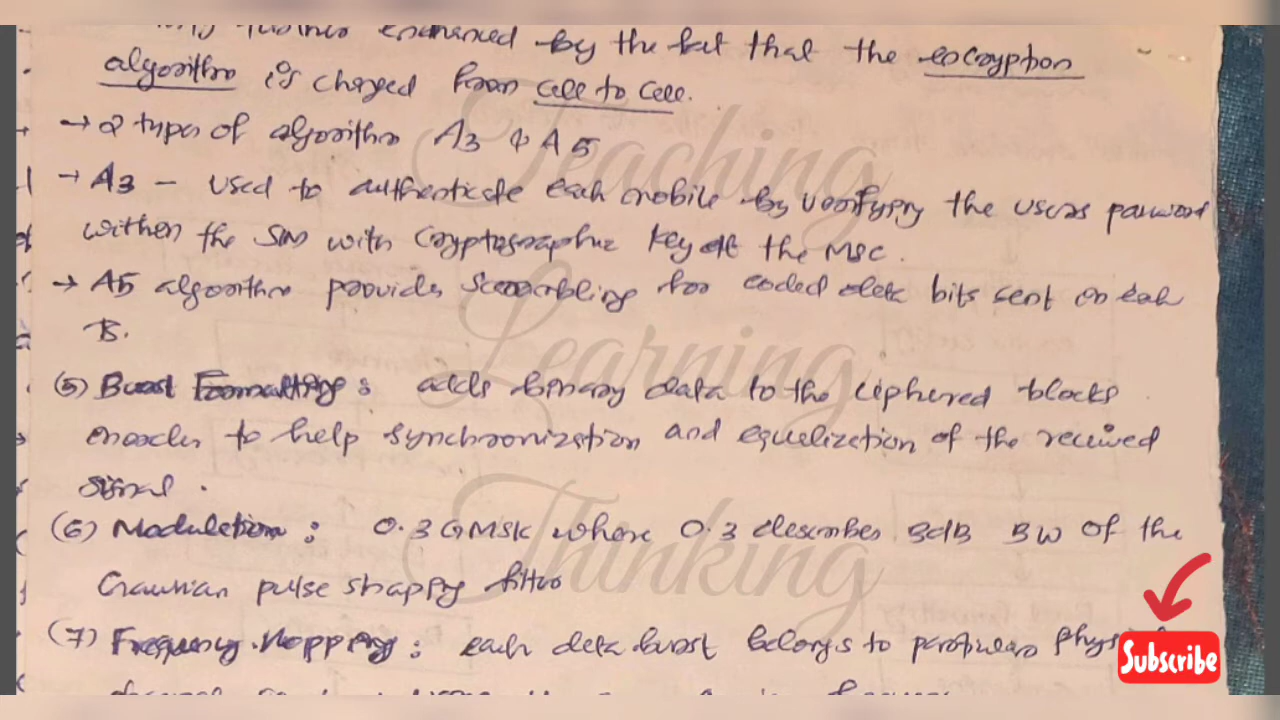 further enhanced by the fact that the encryption
algorithm is changed from cell to cell.
→ 2 types of algorithm A3 & A5
→ A3 - used to authenticate each mobile by verifying the users password
within the SIM with cryptographic key at the MSC.
→ A5 algorithm provides scrambling for coded data bits sent on each
B.
(5) Burst Formatting: adds binary data to the ciphered blocks
to help synchronization and equalization of the received
signal.
(6) Modulation: 0.3 GMSK where 0.3 describes 3dB BW of the
Gaussian pulse shaping filter
(7) Frequency Hopping: each data burst belongs to particular
Teaching
Learning
Thinking
Subscribe